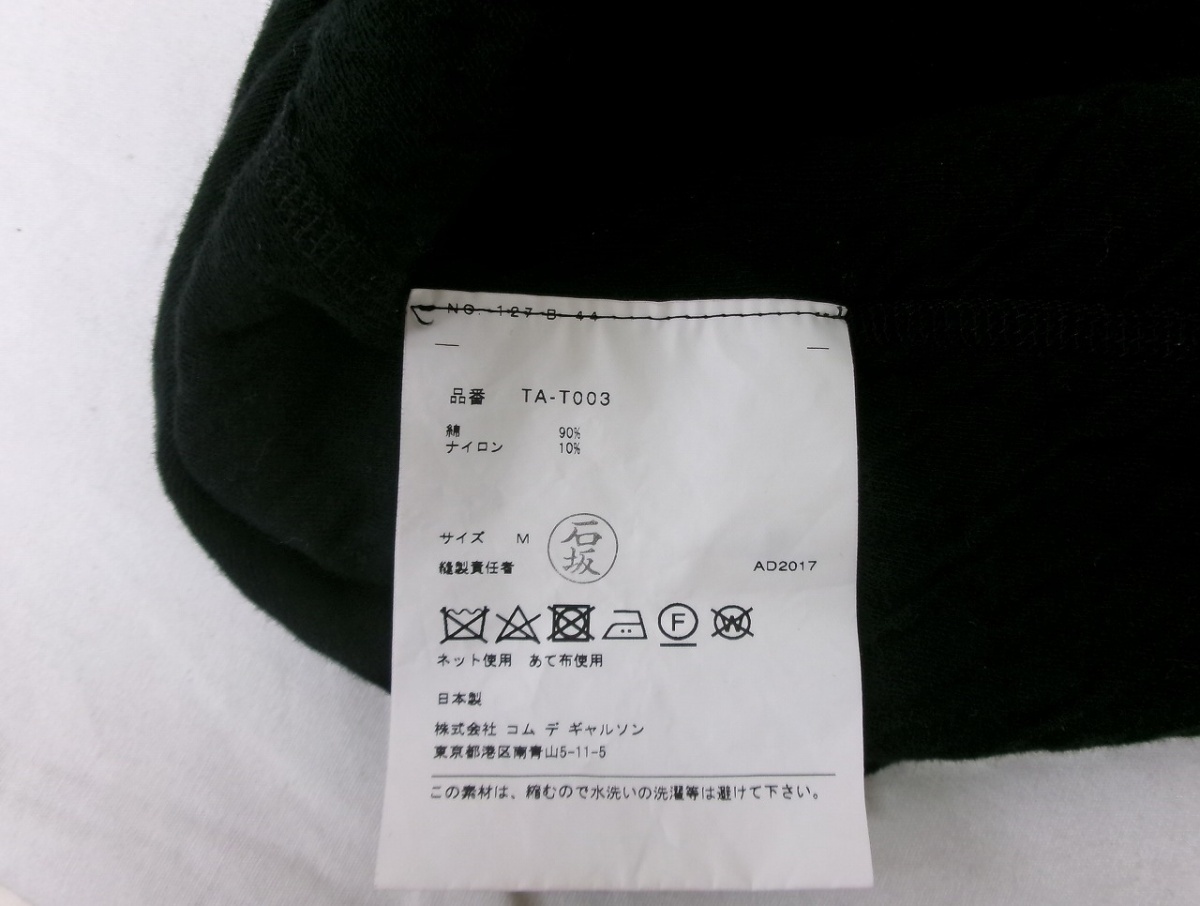 NO. 127 B 44
品番 TA-T003
綿 90%
ナイロン 10%
サイズ M
石坂
縫製責任者
AD2017
F
W
ネット使用 あて布使用
日本製
株式会社 コム デ ギャルソン
東京都港区南青山5-11-5
この素材は、縮むので水洗いの洗濯等は避けて下さい。